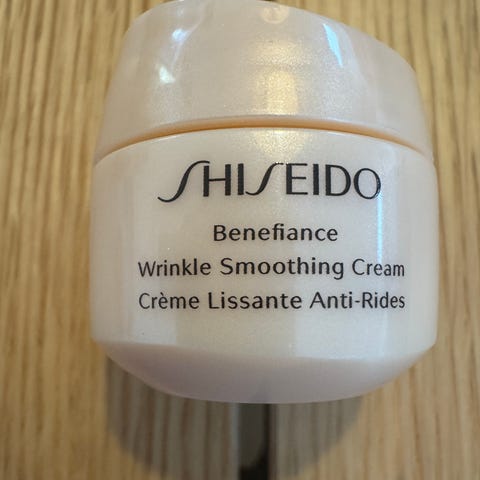 SHISEIDO
Benefiance
Wrinkle Smoothing Cream
Crème Lissante Anti-Rides